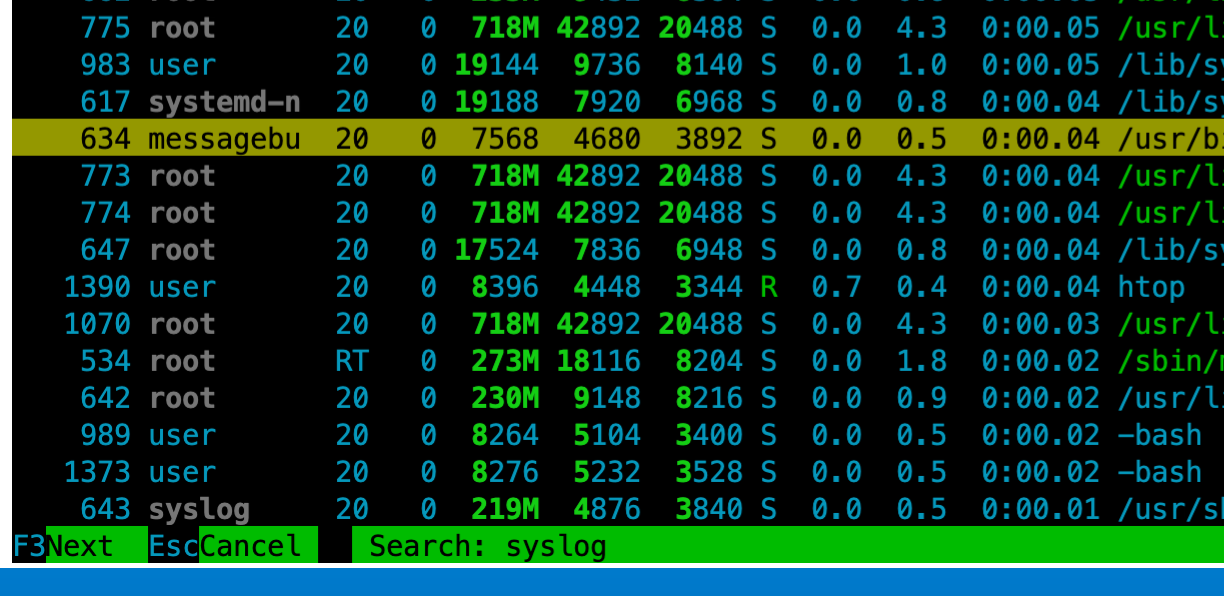 775 root 20 0 718M 42892 20488 S 0.0 4.3 0:00.05 /usr/li
983 user 20 0 19144 9736 8140 S 0.0 1.0 0:00.05 /lib/sy
617 systemd-n 20 0 19188 7920 6968 S 0.0 0.8 0:00.04 /lib/sy
634 messagebu 20 0 7568 4680 3892 S 0.0 0.5 0:00.04 /usr/bi
773 root 20 0 718M 42892 20488 S 0.0 4.3 0:00.04 /usr/li
774 root 20 0 718M 42892 20488 S 0.0 4.3 0:00.04 /usr/li
647 root 20 0 17524 7836 6948 S 0.0 0.8 0:00.04 /lib/sy
1390 user 20 0 8396 4448 3344 R 0.7 0.4 0:00.04 htop
1070 root 20 0 718M 42892 20488 S 0.0 4.3 0:00.03 /usr/li
534 root RT 0 273M 18116 8204 S 0.0 1.8 0:00.02 /sbin/m
642 root 20 0 230M 9148 8216 S 0.0 0.9 0:00.02 /usr/li
989 user 20 0 8264 5104 3400 S 0.0 0.5 0:00.02 -bash
1373 user 20 0 8276 5232 3528 S 0.0 0.5 0:00.02 -bash
643 syslog 20 0 219M 4876 3840 S 0.0 0.5 0:00.01 /usr/sb
F3Next EscCancel Search: syslog